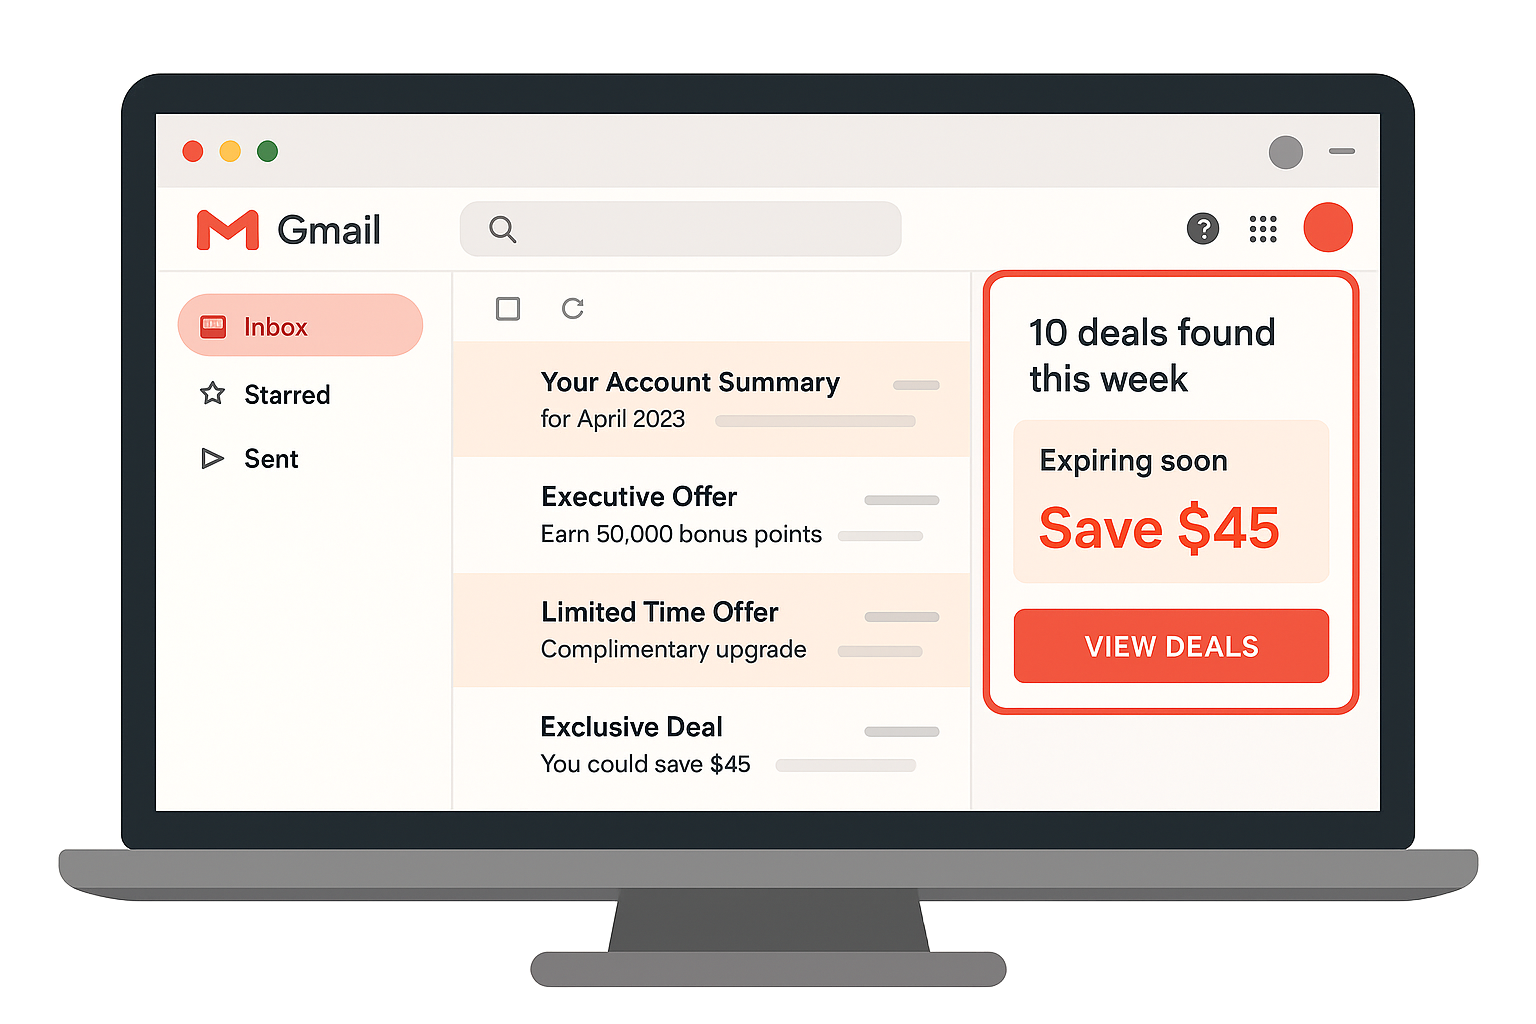 Gmail
?
Inbox
Starred
Sent
Your Account Summary
for April 2023
Executive Offer
Earn 50,000 bonus points
Limited Time Offer
Complimentary upgrade
Exclusive Deal
You could save $45
10 deals found
this week
Expiring soon
Save $45
VIEW DEALS